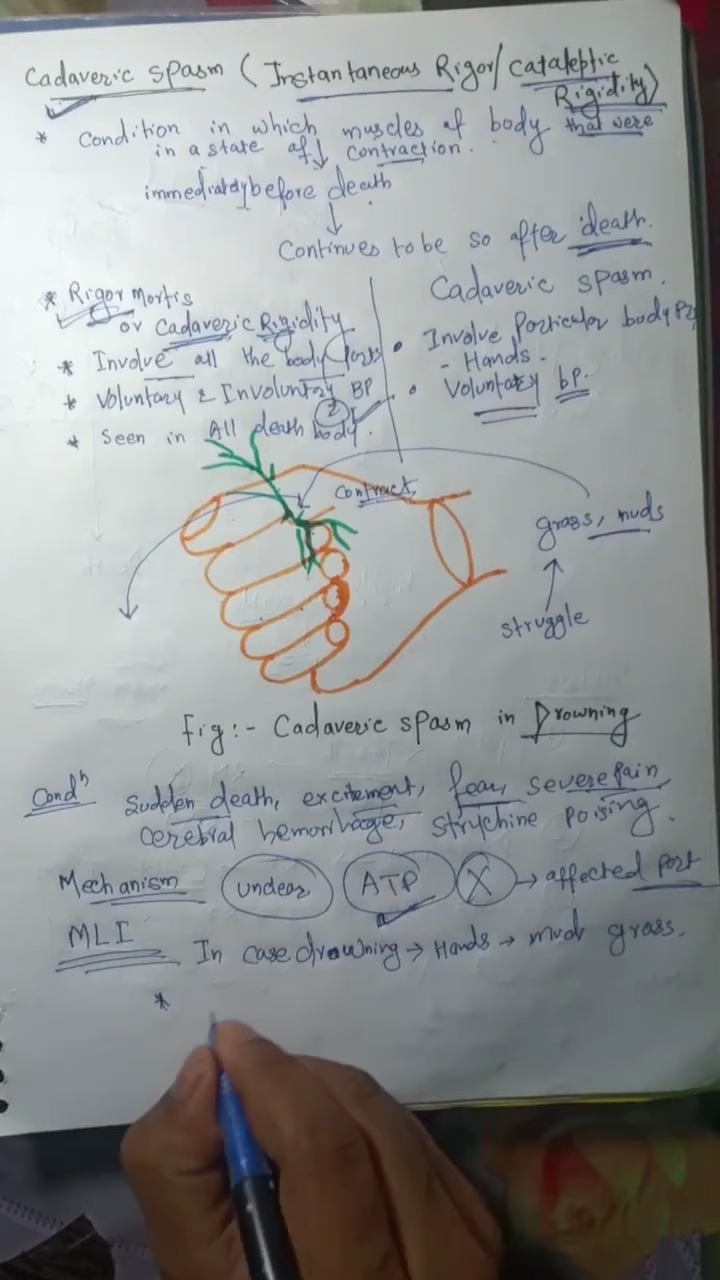 Cadaveric spasm (Instantaneous Rigor/ Cataleptic
Rigidity)
* Condition in which muscles of body that were
in a state of contraction.
immediately before death
Continues to be so after death.
* Rigor mortis
or Cadaveric Rigidity
* Involve all the body parts
* Voluntary & Involuntary BP
* Seen in All death body.
Cadaveric spasm.
• Involve Particular body
- Hands.
• Voluntary bp.
Contract
grass, muds
struggle
Fig:- Cadaveric spasm in Drowning
Condⁿ Sudden death, excitement, fear, severe pain
cerebral hemorrhage, strychine poising.
Mechanism unclear ATP X → affected part
MLI
In case drowning → Hands → mud grass.
*